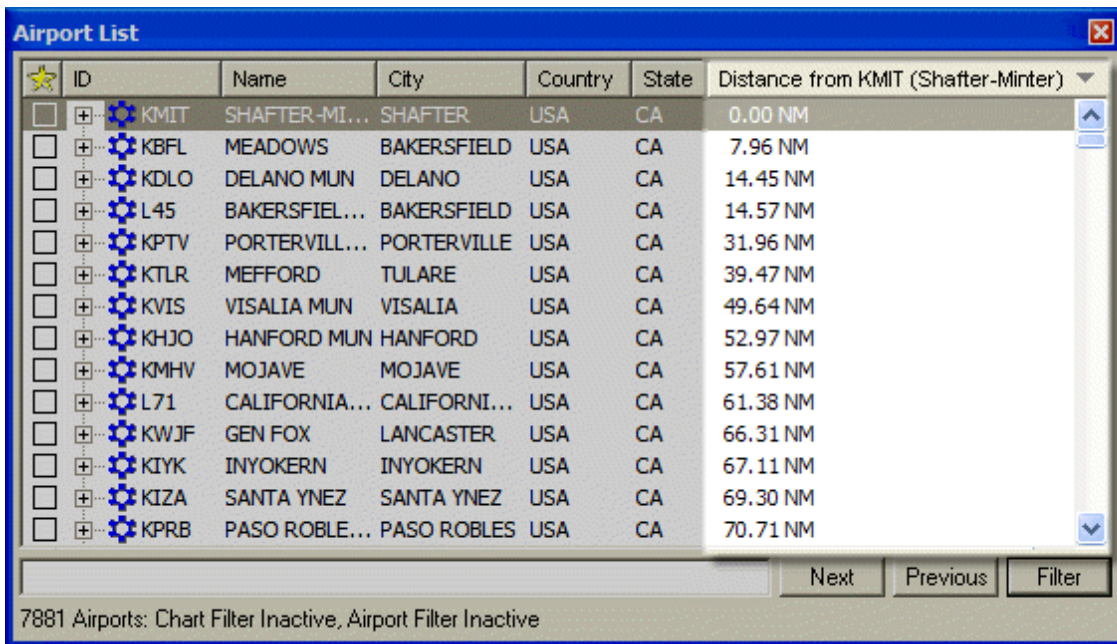 Airport List
ID Name City Country State Distance from KMIT (Shafter-Minter)
KMIT SHAFTER-MI... SHAFTER USA CA 0.00 NM
KBFL MEADOWS BAKERSFIELD USA CA 7.96 NM
KDLO DELANO MUN DELANO USA CA 14.45 NM
L45 BAKERSFIEL... BAKERSFIELD USA CA 14.57 NM
KPTV PORTERVILL... PORTERVILLE USA CA 31.96 NM
KTLR MEFFORD TULARE USA CA 39.47 NM
KVIS VISALIA MUN VISALIA USA CA 49.64 NM
KHJO HANFORD MUN HANFORD USA CA 52.97 NM
KMHV MOJAVE MOJAVE USA CA 57.61 NM
L71 CALIFORNIA... CALIFORNI... USA CA 61.38 NM
KWJF GEN FOX LANCASTER USA CA 66.31 NM
KIYK INYOKERN INYOKERN USA CA 67.11 NM
KIZA SANTA YNEZ SANTA YNEZ USA CA 69.30 NM
KPRB PASO ROBLE... PASO ROBLES USA CA 70.71 NM
Next Previous Filter
7881 Airports: Chart Filter Inactive, Airport Filter Inactive